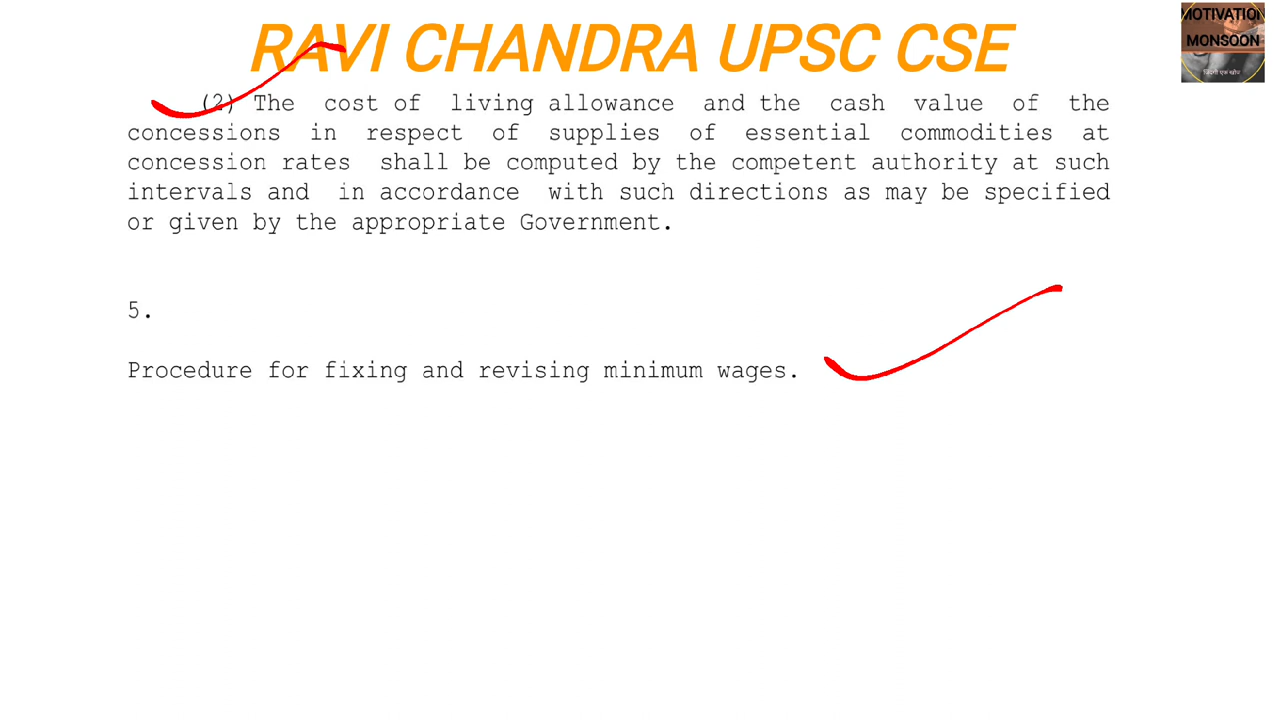 RAVI CHANDRA UPSC CSE
MOTIVATION
MONSOON
जिंदगी एक खोज
(2) The cost of living allowance and the cash value of the
concessions in respect of supplies of essential commodities at
concession rates shall be computed by the competent authority at such
intervals and in accordance with such directions as may be specified
or given by the appropriate Government.
5.
Procedure for fixing and revising minimum wages.